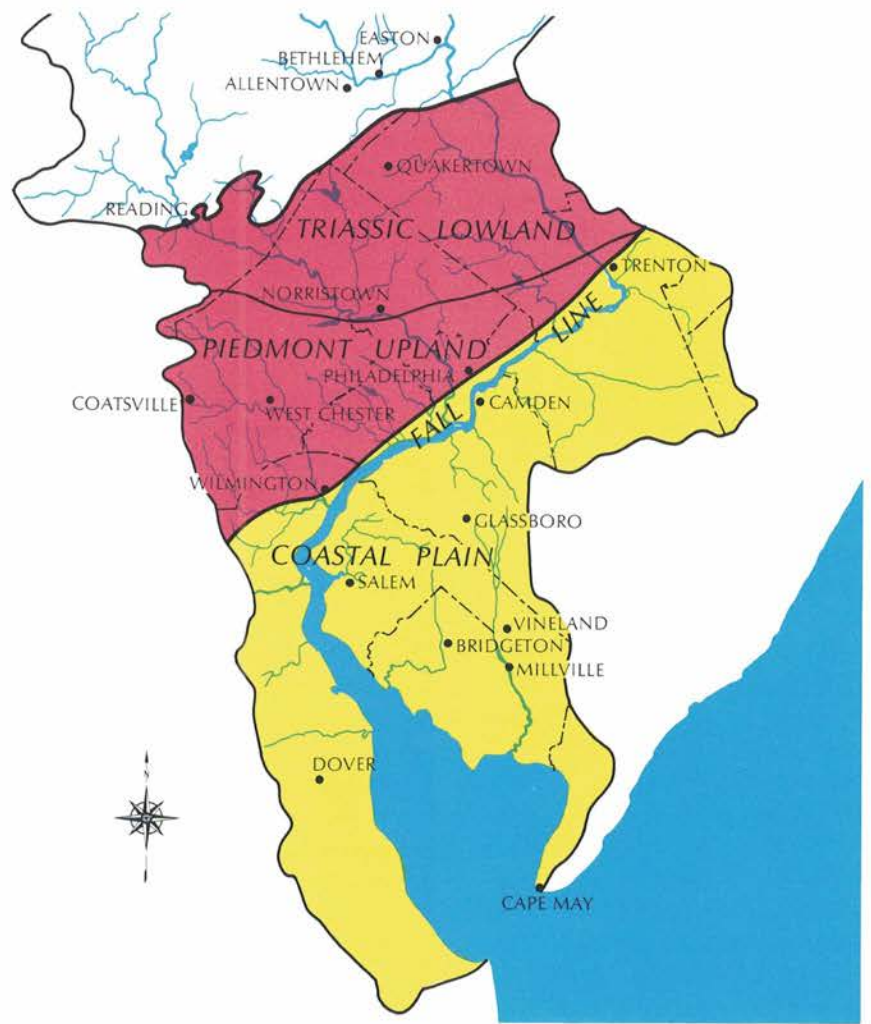 EASTON
BETHLEHEM
ALLENTOWN
QUAKERTOWN
READING
TRIASSIC LOWLAND
TRENTON
NORRISTOWN
LINE
PIEDMONT UPLAND
PHILADELPHIA
COATSVILLE
WEST CHESTER
CAMDEN
FALL
WILMINGTON
GLASSBORO
COASTAL PLAIN
SALEM
VINELAND
BRIDGETON
MILLVILLE
DOVER
N
CAPE MAY